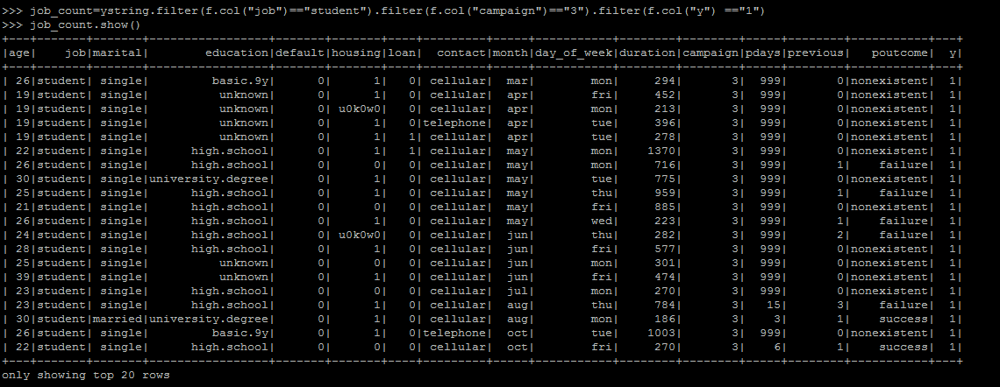 >>> job_count=ystring.filter(f.col("job")=="student").filter(f.col("campaign")=="3").filter(f.col("y") =="1")
>>> job_count.show()
+---+-------+-------+-----------------+-------+-------+----+---------+-----+-----------+--------+--------+-----+--------+-----------+---+
|age|    job|marital|        education|default|housing|loan|  contact|month|day_of_week|duration|campaign|pdays|previous|   poutcome|  y|
+---+-------+-------+-----------------+-------+-------+----+---------+-----+-----------+--------+--------+-----+--------+-----------+---+
| 26|student| single|         basic.9y|      0|      1|   0| cellular|  mar|        mon|     294|       3|  999|       0|nonexistent|  1|
| 19|student| single|          unknown|      0|      1|   0| cellular|  apr|        fri|     452|       3|  999|       0|nonexistent|  1|
| 19|student| single|          unknown|      0| u0k0w0|   0| cellular|  apr|        mon|     213|       3|  999|       0|nonexistent|  1|
| 19|student| single|          unknown|      0|      1|   0|telephone|  apr|        tue|     396|       3|  999|       0|nonexistent|  1|
| 19|student| single|          unknown|      0|      1|   1| cellular|  apr|        tue|     278|       3|  999|       0|nonexistent|  1|
| 22|student| single|      high.school|      0|      1|   1| cellular|  may|        mon|    1370|       3|  999|       0|nonexistent|  1|
| 26|student| single|      high.school|      0|      0|   0| cellular|  may|        mon|     716|       3|  999|       1|    failure|  1|
| 30|student| single|university.degree|      0|      1|   0| cellular|  may|        tue|     775|       3|  999|       0|nonexistent|  1|
| 25|student| single|      high.school|      0|      1|   0| cellular|  may|        thu|     959|       3|  999|       1|    failure|  1|
| 21|student| single|      high.school|      0|      0|   0| cellular|  may|        fri|     885|       3|  999|       0|nonexistent|  1|
| 26|student| single|      high.school|      0|      1|   0| cellular|  may|        wed|     223|       3|  999|       1|    failure|  1|
| 24|student| single|      high.school|      0| u0k0w0|   0| cellular|  jun|        thu|     282|       3|  999|       2|    failure|  1|
| 28|student| single|      high.school|      0|      1|   0| cellular|  jun|        fri|     577|       3|  999|       0|nonexistent|  1|
| 25|student| single|          unknown|      0|      0|   0| cellular|  jun|        mon|     301|       3|  999|       0|nonexistent|  1|
| 39|student| single|          unknown|      0|      1|   0| cellular|  jun|        fri|     474|       3|  999|       0|nonexistent|  1|
| 23|student| single|      high.school|      0|      0|   0| cellular|  jul|        mon|     270|       3|  999|       0|nonexistent|  1|
| 23|student| single|      high.school|      0|      1|   0| cellular|  aug|        thu|     784|       3|   15|       3|    failure|  1|
| 30|student|married|university.degree|      0|      1|   0| cellular|  aug|        mon|     186|       3|    3|       1|    success|  1|
| 26|student| single|         basic.9y|      0|      1|   0|telephone|  oct|        tue|    1003|       3|  999|       0|nonexistent|  1|
| 22|student| single|      high.school|      0|      0|   0| cellular|  oct|        fri|     270|       3|    6|       1|    success|  1|
+---+-------+-------+-----------------+-------+-------+----+---------+-----+-----------+--------+--------+-----+--------+-----------+---+
only showing top 20 rows